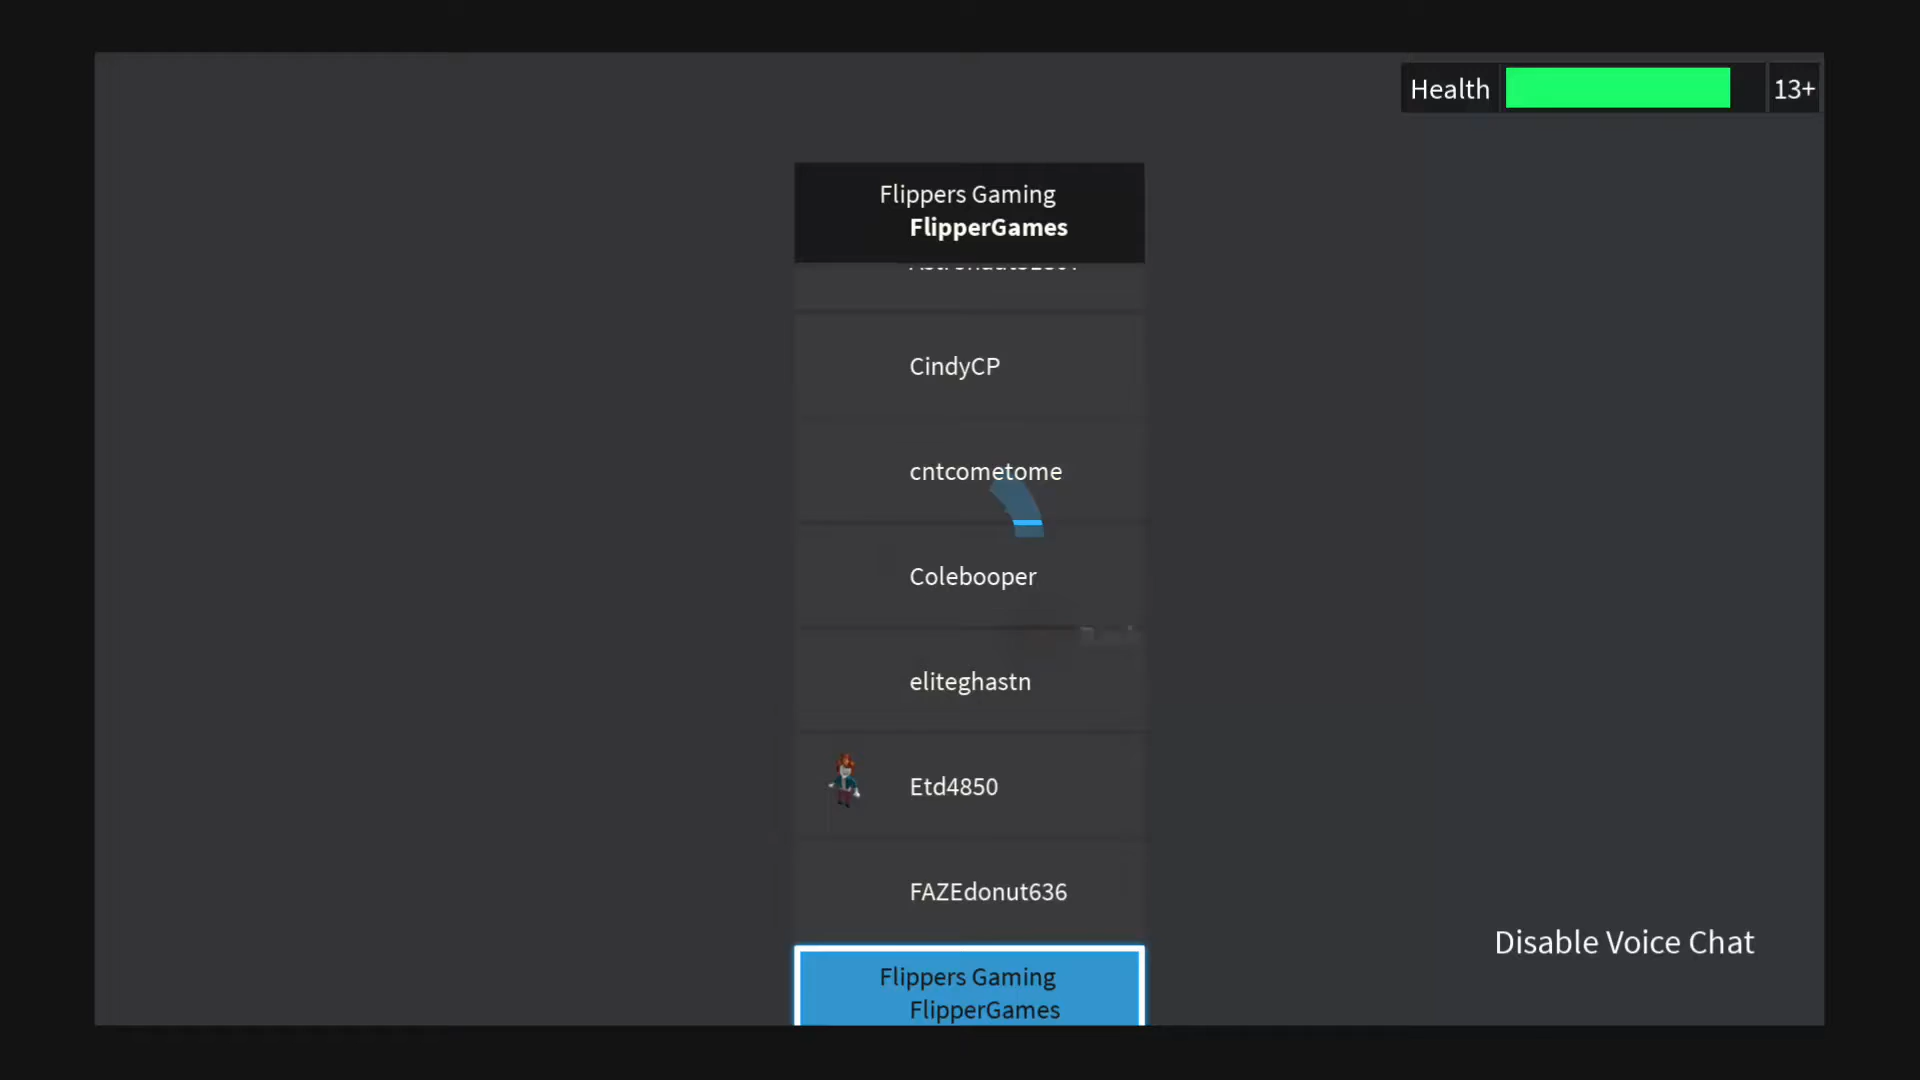 Health
13+
Flippers Gaming
FlipperGames
CindyCP
cntcometome
Colebooper
eliteghastn
Etd4850
FAZEdonut636
Disable Voice Chat
Flippers Gaming
FlipperGames